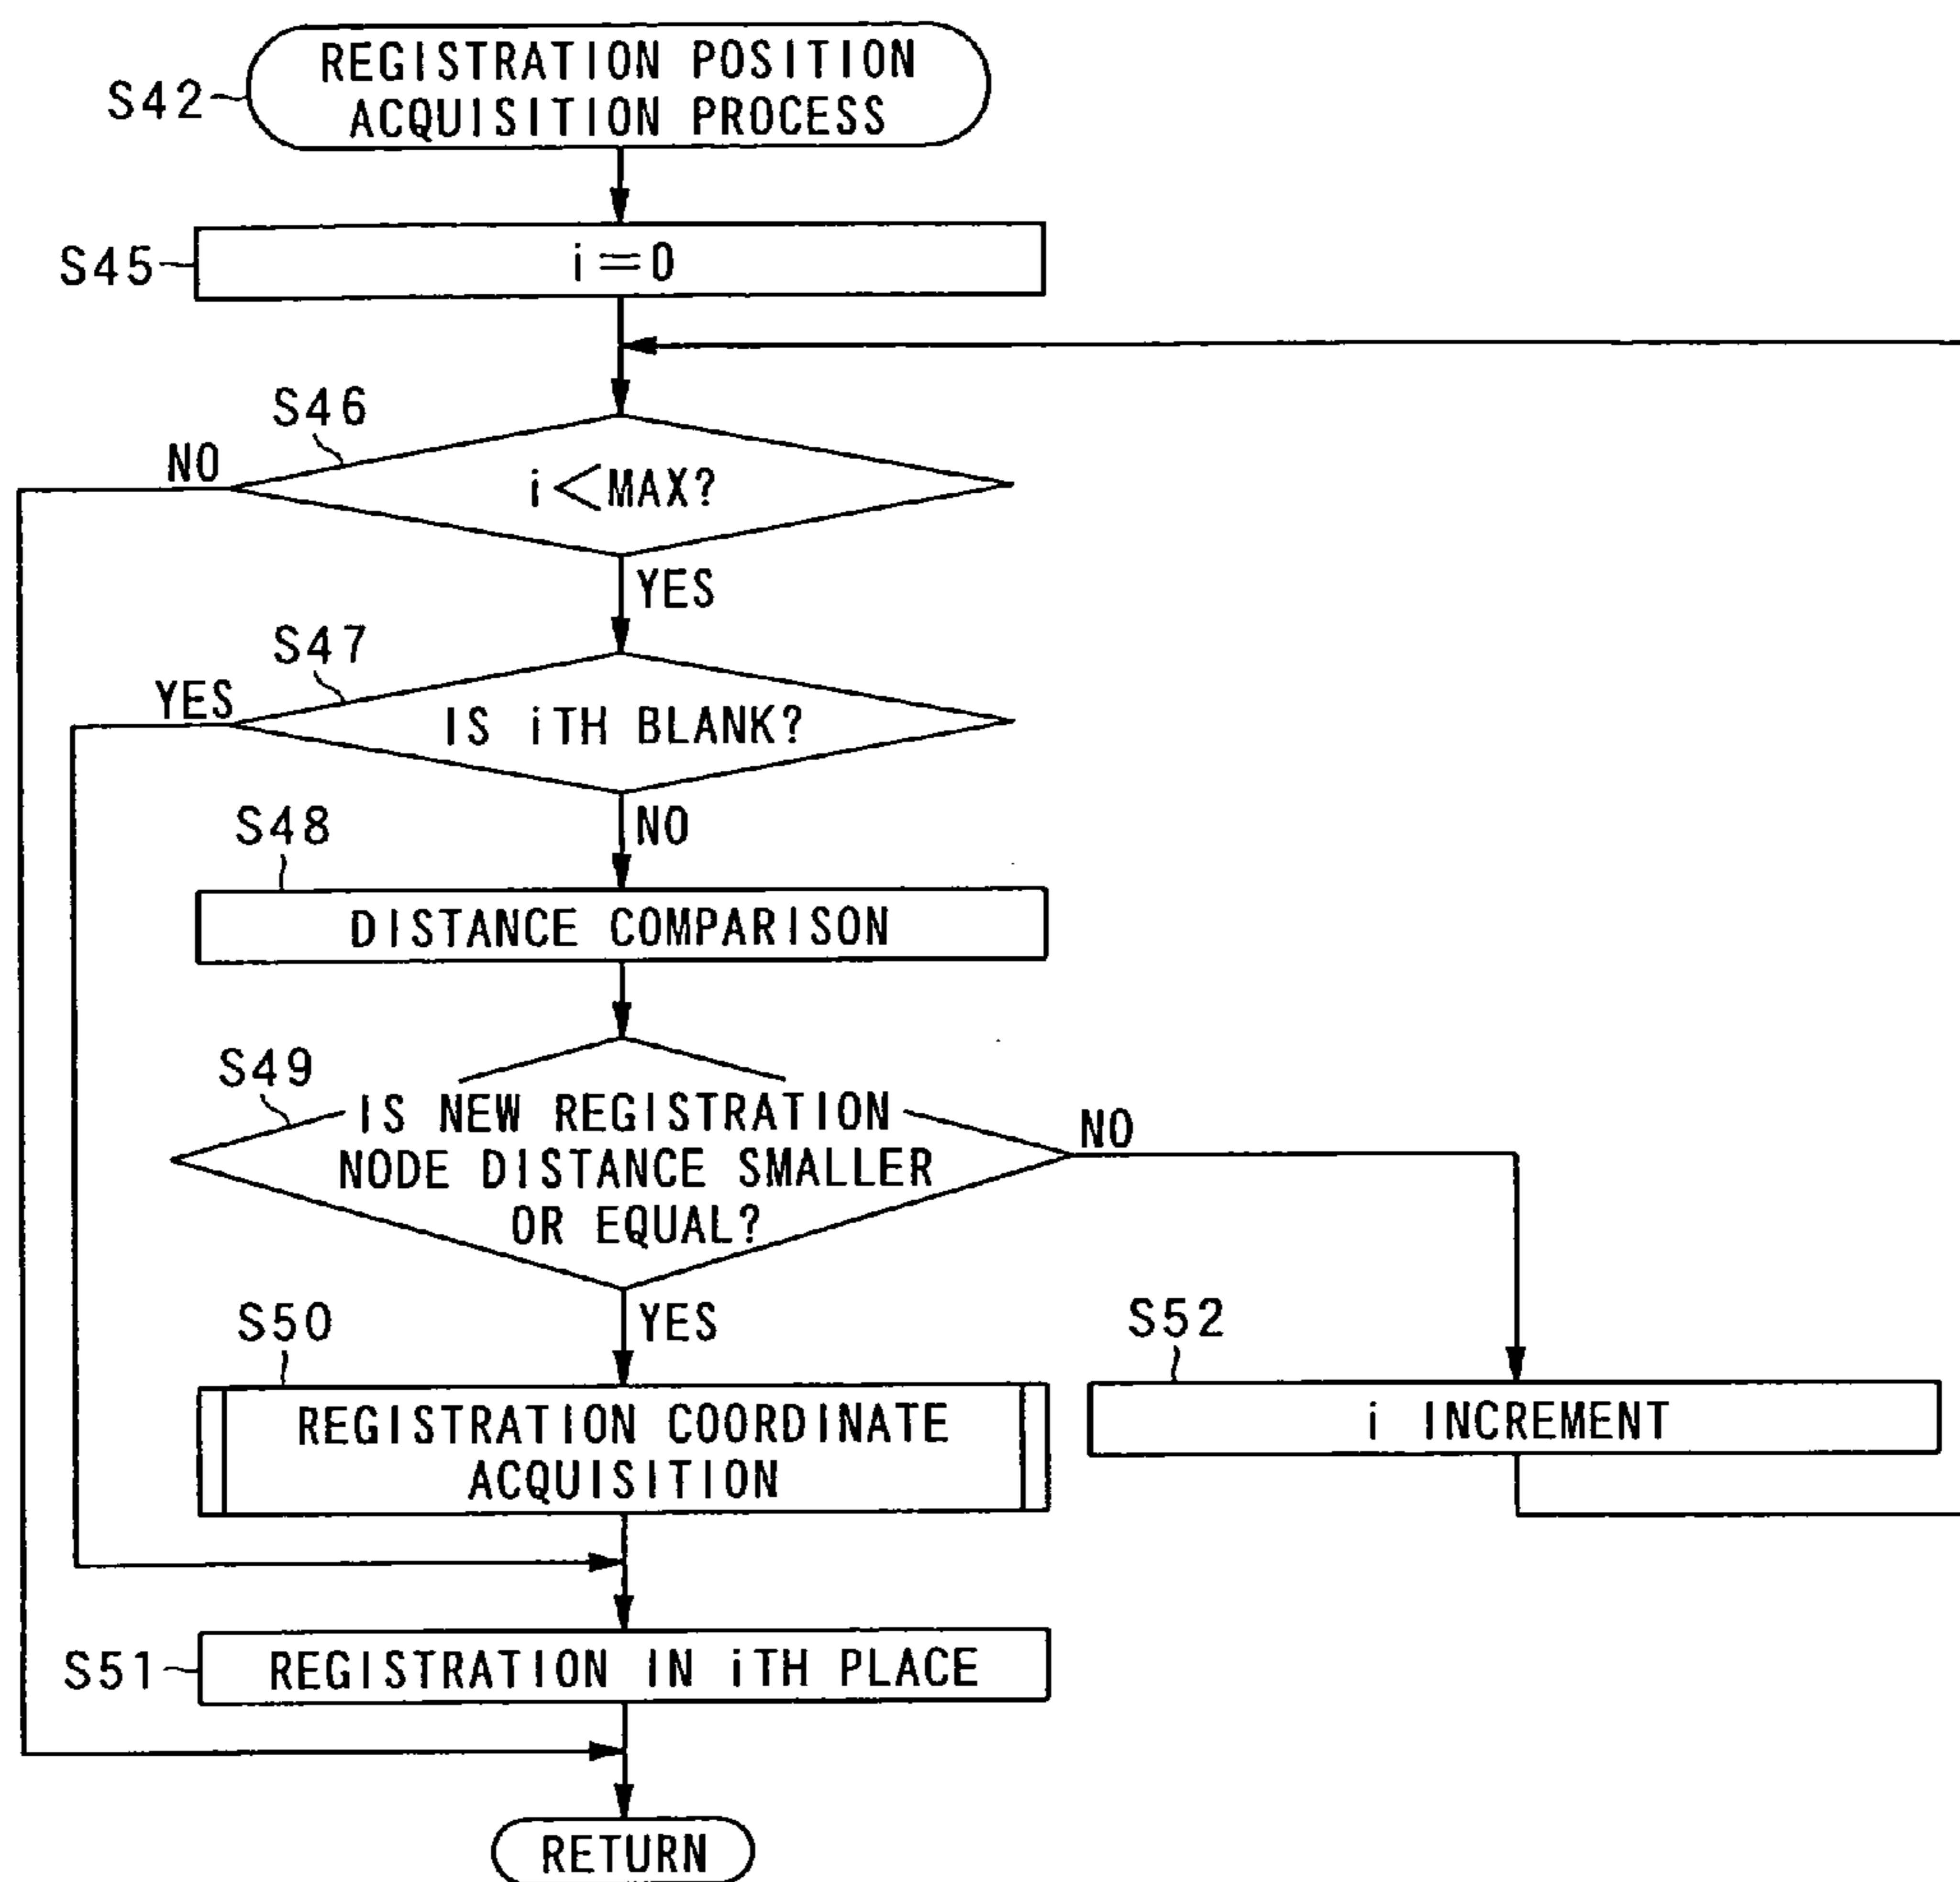 S42
REGISTRATION POSITION
ACQUISITION PROCESS
S45
i=0
S46
NO
i<MAX?
YES
S47
YES
IS iTH BLANK?
NO
S48
DISTANCE COMPARISON
S49
IS NEW REGISTRATION
NODE DISTANCE SMALLER
OR EQUAL?
NO
YES
S50
REGISTRATION COORDINATE
ACQUISITION
S52
i INCREMENT
S51
REGISTRATION IN iTH PLACE
RETURN